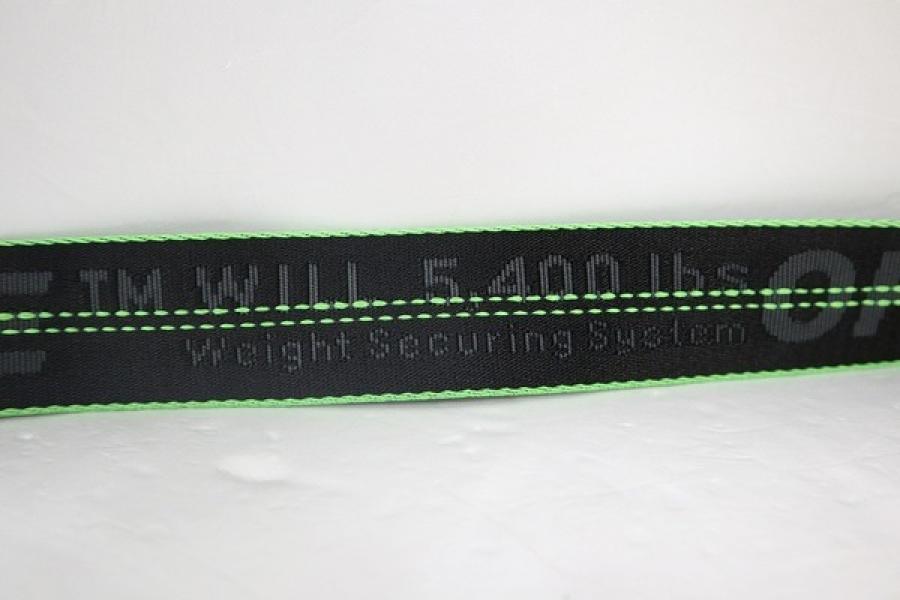 TM WILL 5,400 lbs
Weight Securing System